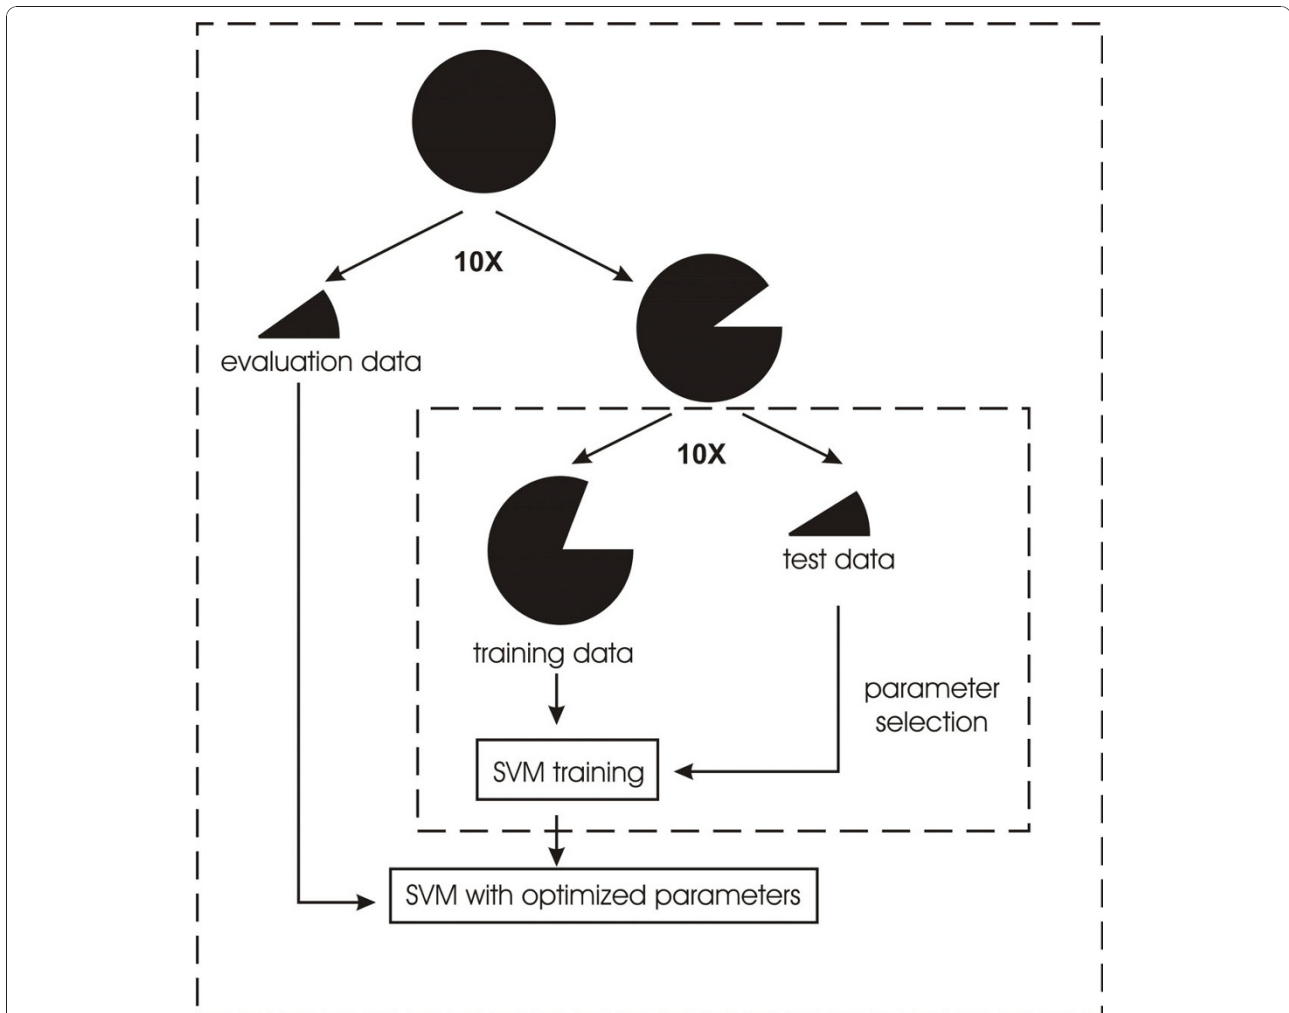 10X
evaluation data
10X
test data
training data
parameter
selection
SVM training
SVM with optimized parameters